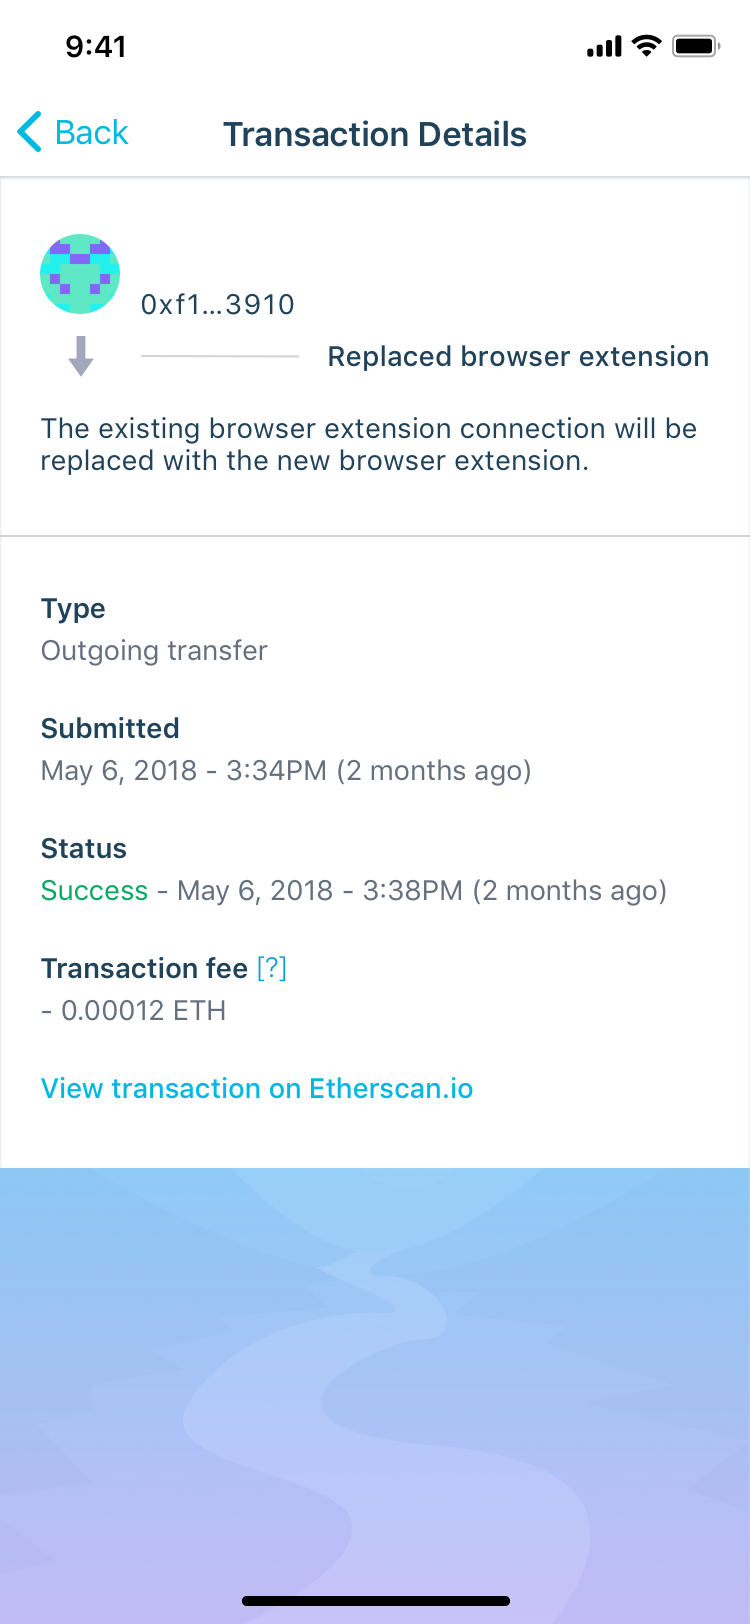 9:41
Back
Transaction Details
0xf1...3910
Replaced browser extension
The existing browser extension connection will be
replaced with the new browser extension.
Type
Outgoing transfer
Submitted
May 6, 2018 - 3:34PM (2 months ago)
Status
Success - May 6, 2018 - 3:38PM (2 months ago)
Transaction fee [?]
- 0.00012 ETH
View transaction on Etherscan.io